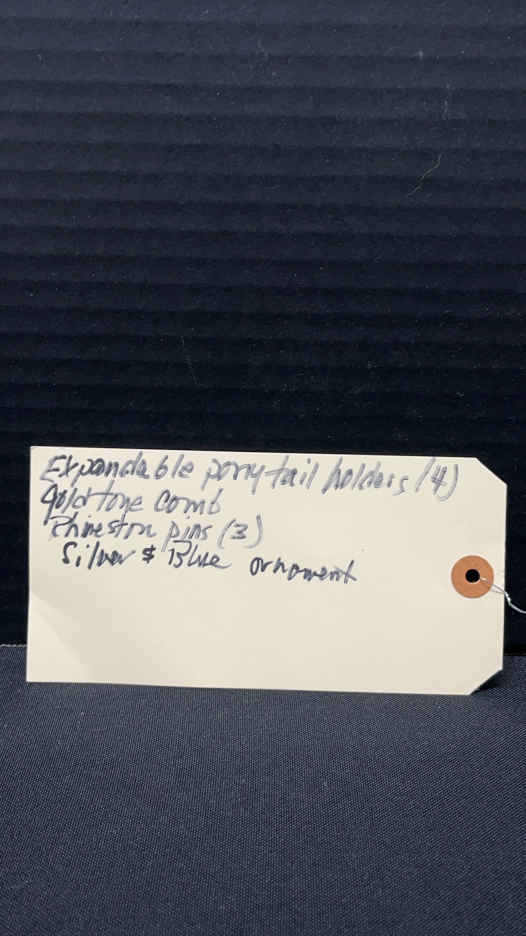 Expandable pony tail holders (4)
goldtone comb
Rhineston pins (3)
Silver & Blue ornament